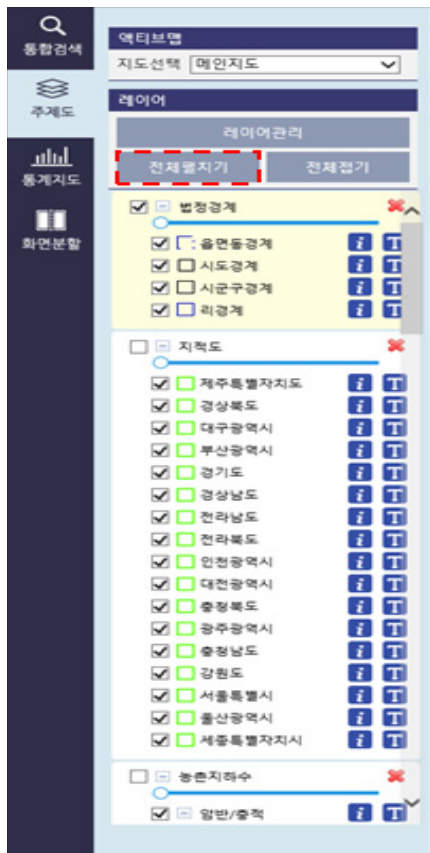 통합검색
주제도
통계지도
화면분할
액티브맵
지도선택 메인지도
레이어
레이어관리
전체펼치기 전체접기
법정경계
읍면동경계 i T
시도경계 i T
시군구경계 i T
리경계 i T
지적도
제주특별자치도 i T
경상북도 i T
대구광역시 i T
부산광역시 i T
경기도 i T
경상남도 i T
전라남도 i T
전라북도 i T
인천광역시 i T
대전광역시 i T
충청북도 i T
광주광역시 i T
충청남도 i T
강원도 i T
서울특별시 i T
울산광역시 i T
세종특별자치시 i T
농촌지하수
암반/충적 i T